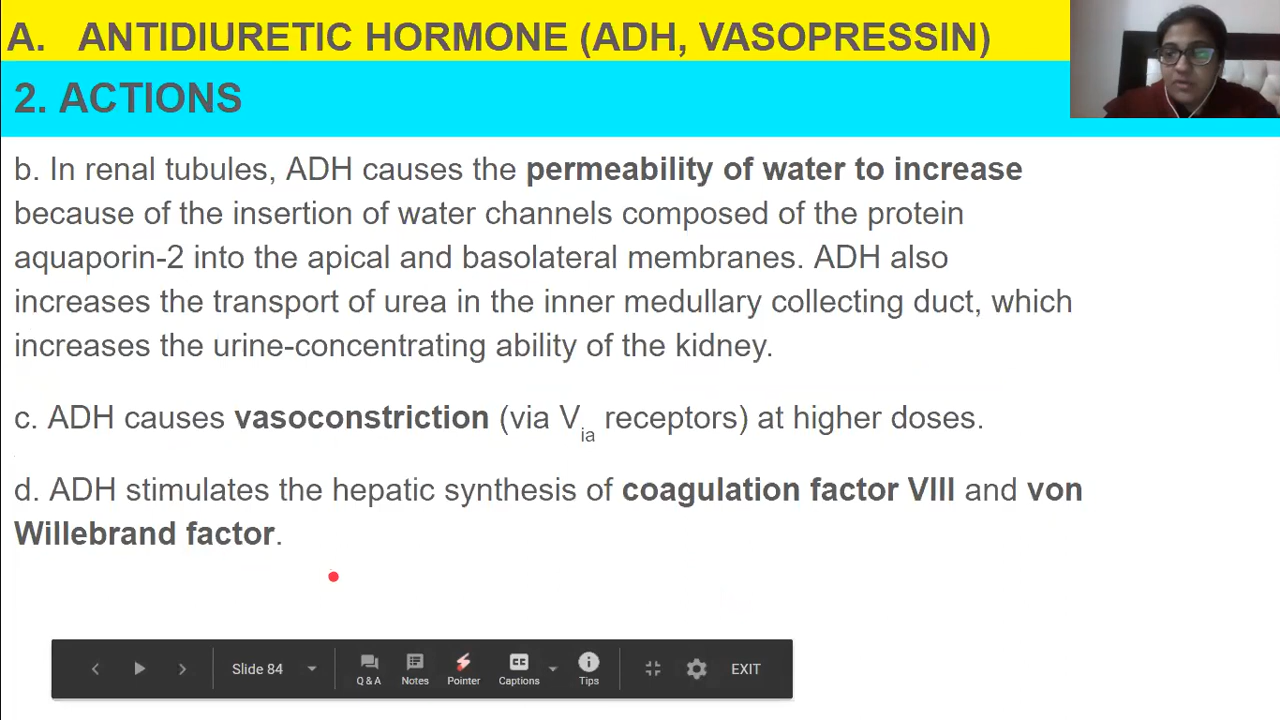 A. ANTIDIURETIC HORMONE (ADH, VASOPRESSIN)
2. ACTIONS
b. In renal tubules, ADH causes the permeability of water to increase
because of the insertion of water channels composed of the protein
aquaporin-2 into the apical and basolateral membranes. ADH also
increases the transport of urea in the inner medullary collecting duct, which
increases the urine-concentrating ability of the kidney.
c. ADH causes vasoconstriction (via Via receptors) at higher doses.
d. ADH stimulates the hepatic synthesis of coagulation factor VIII and von
Willebrand factor.
Slide 84
Q & A
Notes
Pointer
CC
Captions
Tips
EXIT